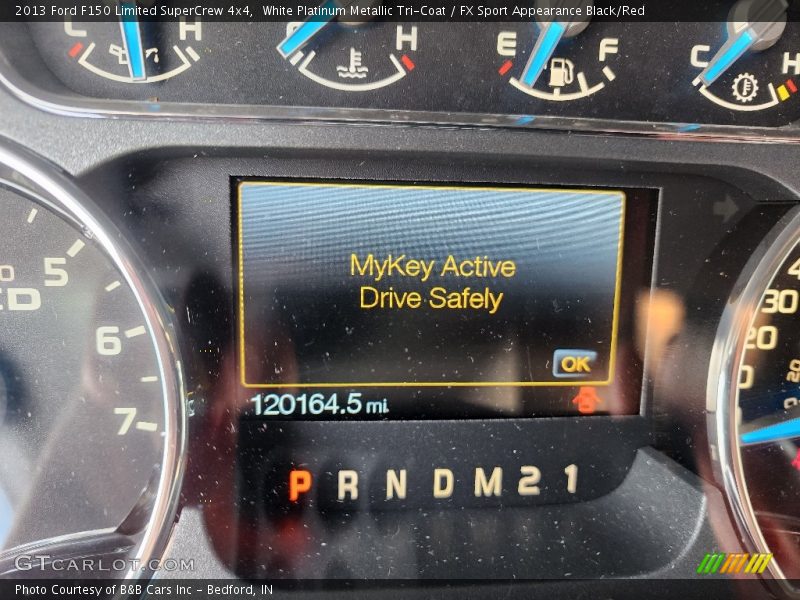 2013 Ford F150 Limited SuperCrew 4x4, White Platinum Metallic Tri-Coat / FX Sport Appearance Black/Red
L H
H
E F
C H
MyKey Active
Drive Safely
OK
120164.5 mi
P R N D M 2 1
5
6
7
30
20
GTcarlot.com
Photo Courtesy of B&B Cars Inc - Bedford, IN